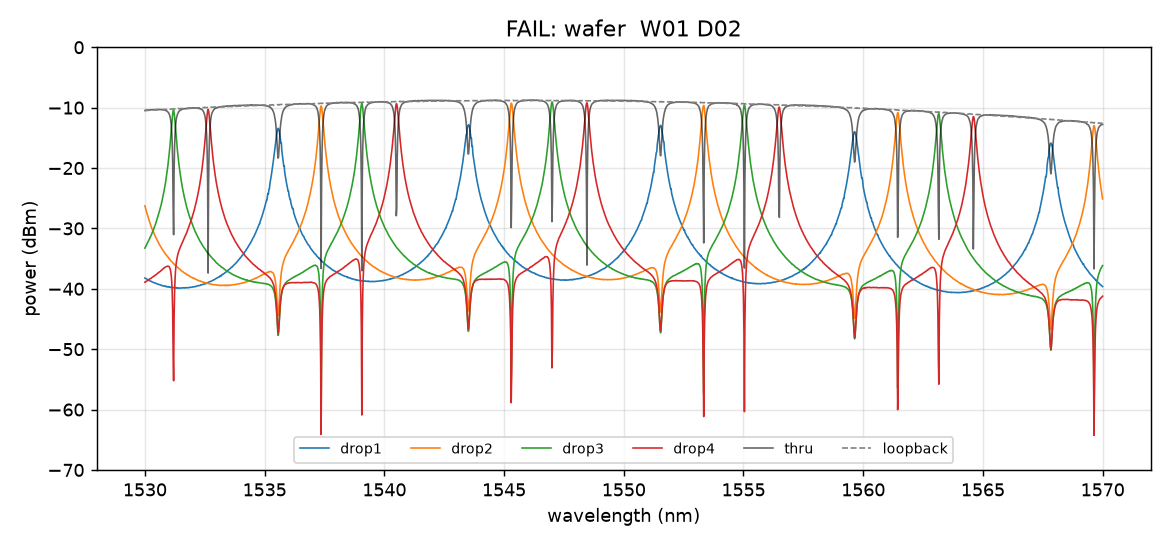 FAIL: wafer  W01 D02
power (dBm)
0
−10
−20
−30
−40
−50
−60
−70
drop1 drop2 drop3 drop4 thru loopback
1530 1535 1540 1545 1550 1555 1560 1565 1570
wavelength (nm)